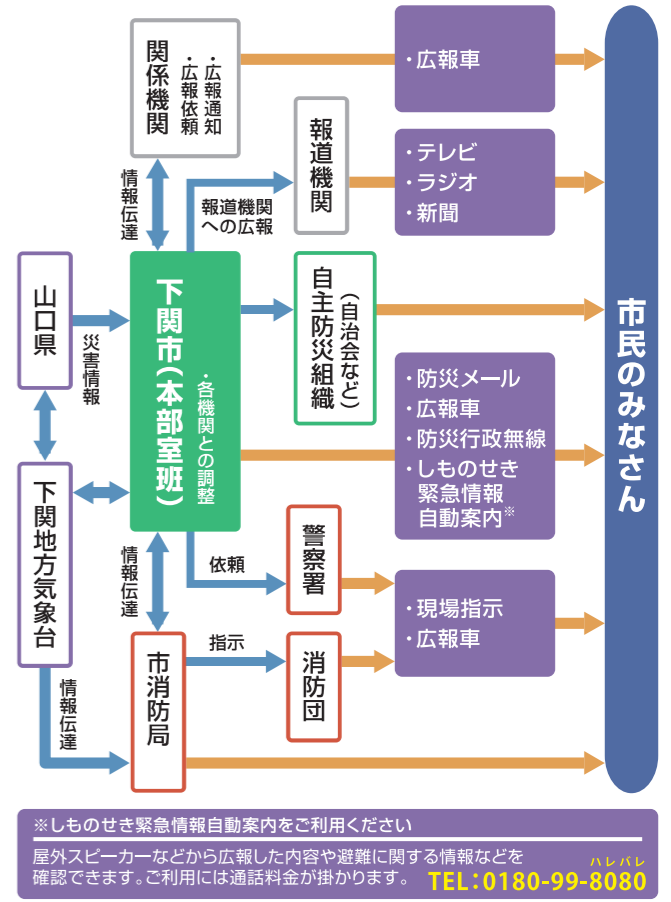 関係機関
・広報通知
・広報依頼
・広報車
報道機関
・テレビ
・ラジオ
・新聞
情報伝達
報道機関
への広報
山口県
災害情報
下関市（本部室班）
・各機関との調整
自主防災組織
（自治会など）
・防災メール
・広報車
・防災行政無線
・しものせき
緊急情報
自動案内※
市民のみなさん
下関地方気象台
情報伝達
依頼
警察署
・現場指示
・広報車
市消防局
指示
消防団
情報伝達
※しものせき緊急情報自動案内をご利用ください
屋外スピーカーなどから広報した内容や避難に関する情報などを
確認できます。ご利用には通話料金が掛かります。
ハレバレ
TEL：0180-99-8080